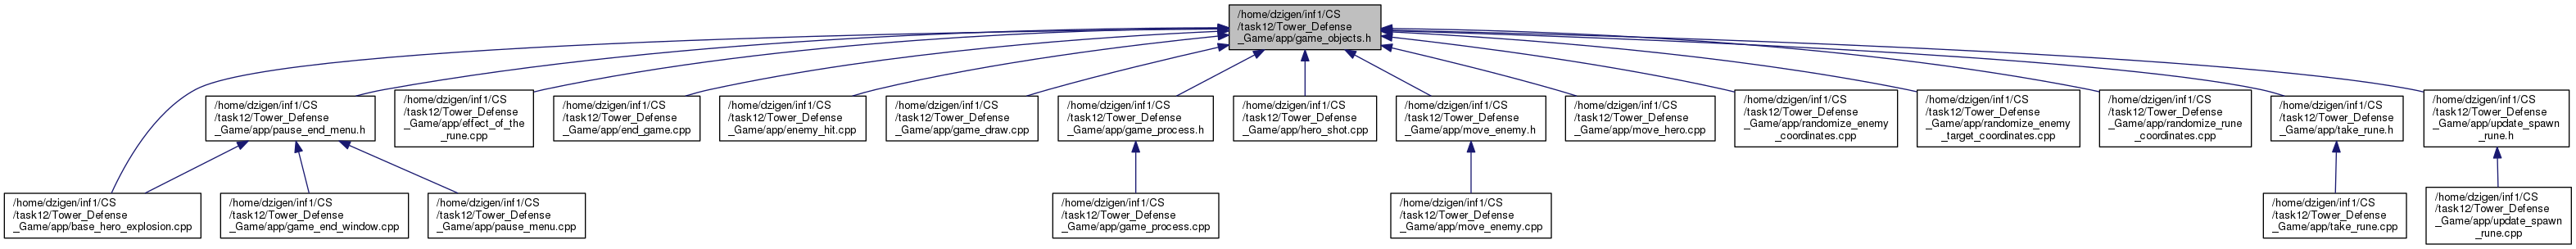 /home/dzigen/inf1/CS
/task12/Tower_Defense
_Game/app/game_objects.h
/home/dzigen/inf1/CS
/task12/Tower_Defense
_Game/app/pause_end_menu.h
/home/dzigen/inf1/CS
/task12/Tower_Defense
_Game/app/effect_of_the
_rune.cpp
/home/dzigen/inf1/CS
/task12/Tower_Defense
_Game/app/end_game.cpp
/home/dzigen/inf1/CS
/task12/Tower_Defense
_Game/app/enemy_hit.cpp
/home/dzigen/inf1/CS
/task12/Tower_Defense
_Game/app/game_draw.cpp
/home/dzigen/inf1/CS
/task12/Tower_Defense
_Game/app/game_process.h
/home/dzigen/inf1/CS
/task12/Tower_Defense
_Game/app/hero_shot.cpp
/home/dzigen/inf1/CS
/task12/Tower_Defense
_Game/app/move_enemy.h
/home/dzigen/inf1/CS
/task12/Tower_Defense
_Game/app/move_hero.cpp
/home/dzigen/inf1/CS
/task12/Tower_Defense
_Game/app/randomize_enemy
_coordinates.cpp
/home/dzigen/inf1/CS
/task12/Tower_Defense
_Game/app/randomize_enemy
_target_coordinates.cpp
/home/dzigen/inf1/CS
/task12/Tower_Defense
_Game/app/randomize_rune
_coordinates.cpp
/home/dzigen/inf1/CS
/task12/Tower_Defense
_Game/app/take_rune.h
/home/dzigen/inf1/CS
/task12/Tower_Defense
_Game/app/update_spawn
_rune.h
/home/dzigen/inf1/CS
/task12/Tower_Defense
_Game/app/base_hero_explosion.cpp
/home/dzigen/inf1/CS
/task12/Tower_Defense
_Game/app/game_end_window.cpp
/home/dzigen/inf1/CS
/task12/Tower_Defense
_Game/app/pause_menu.cpp
/home/dzigen/inf1/CS
/task12/Tower_Defense
_Game/app/game_process.cpp
/home/dzigen/inf1/CS
/task12/Tower_Defense
_Game/app/move_enemy.cpp
/home/dzigen/inf1/CS
/task12/Tower_Defense
_Game/app/take_rune.cpp
/home/dzigen/inf1/CS
/task12/Tower_Defense
_Game/app/update_spawn
_rune.cpp